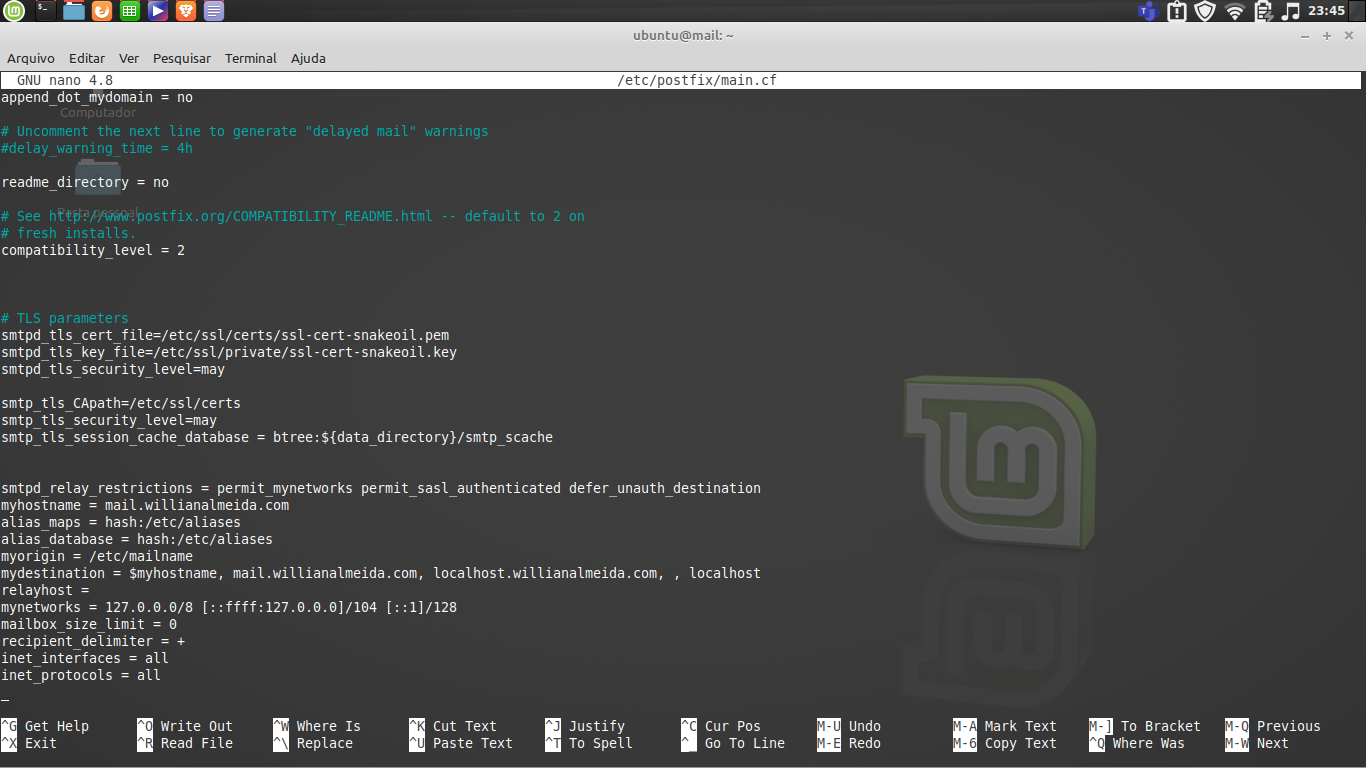 23:45
ubuntu@mail: ~
Arquivo Editar Ver Pesquisar Terminal Ajuda
GNU nano 4.8 /etc/postfix/main.cf
append_dot_mydomain = no
Computador
# Uncomment the next line to generate "delayed mail" warnings
#delay_warning_time = 4h
readme_directory = no
Pasta pessoal
# See http://www.postfix.org/COMPATIBILITY_README.html -- default to 2 on
# fresh installs.
compatibility_level = 2
# TLS parameters
smtpd_tls_cert_file=/etc/ssl/certs/ssl-cert-snakeoil.pem
smtpd_tls_key_file=/etc/ssl/private/ssl-cert-snakeoil.key
smtpd_tls_security_level=may
smtp_tls_CApath=/etc/ssl/certs
smtp_tls_security_level=may
smtp_tls_session_cache_database = btree:${data_directory}/smtp_scache
smtpd_relay_restrictions = permit_mynetworks permit_sasl_authenticated defer_unauth_destination
myhostname = mail.willianalmeida.com
alias_maps = hash:/etc/aliases
alias_database = hash:/etc/aliases
myorigin = /etc/mailname
mydestination = $myhostname, mail.willianalmeida.com, localhost.willianalmeida.com, , localhost
relayhost =
mynetworks = 127.0.0.0/8 [::ffff:127.0.0.0]/104 [::1]/128
mailbox_size_limit = 0
recipient_delimiter = +
inet_interfaces = all
inet_protocols = all
^G Get Help ^O Write Out ^W Where Is ^K Cut Text ^J Justify ^C Cur Pos M-U Undo M-A Mark Text M-] To Bracket M-Q Previous
^X Exit ^R Read File ^\ Replace ^U Paste Text ^T To Spell ^_ Go To Line M-E Redo M-6 Copy Text ^Q Where Was M-W Next